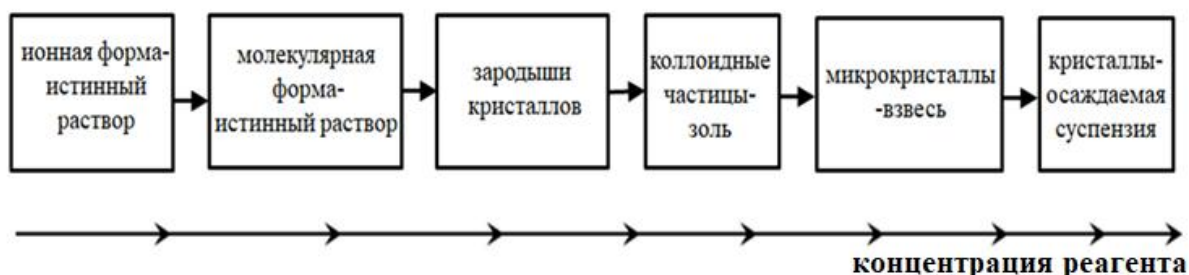 ионная форма-
истинный
раствор
молекулярная
форма-
истинный раствор
зародыши
кристаллов
коллоидные
частицы-
золь
микрокристаллы
-взвесь
кристаллы-
осаждаемая
суспензия
концентрация реагента